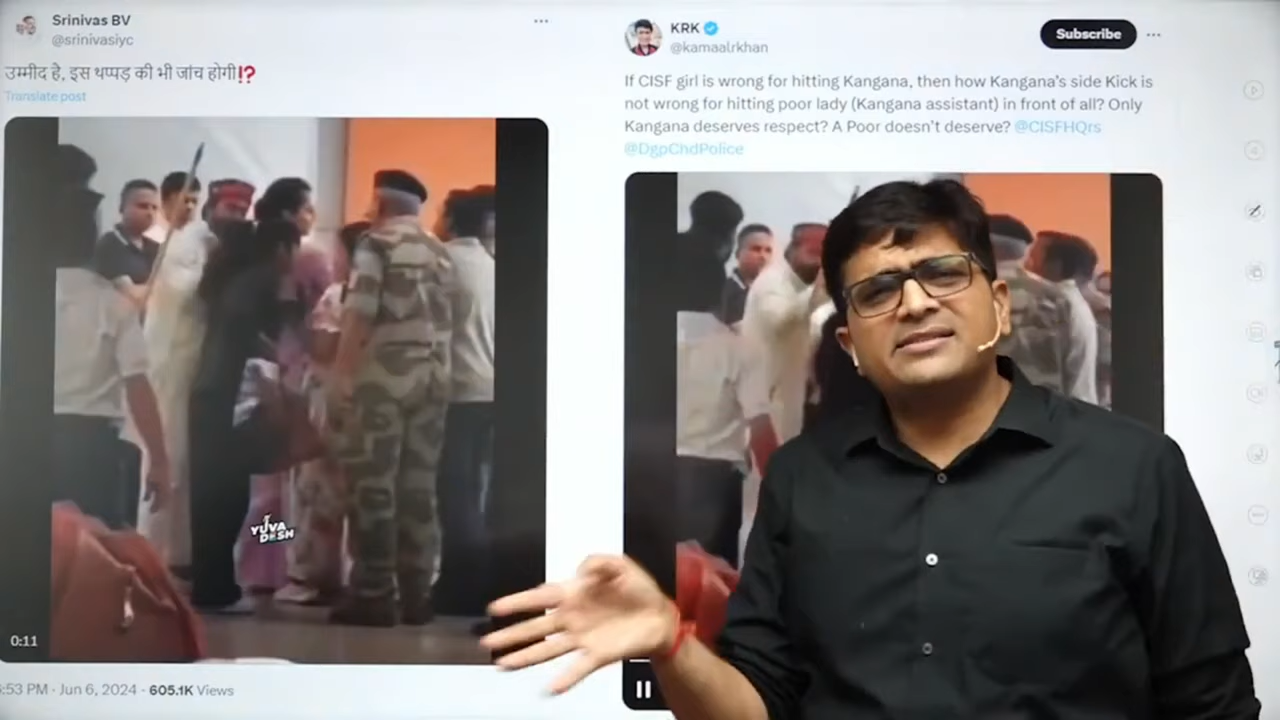 Srinivas BV
@srinivasiyc
उम्मीद है, इस थप्पड़ की भी जांच होगी⁉️
Translate post
YUVA
DESH
0:11
:53 PM · Jun 6, 2024 · 605.1K Views
KRK
@kamaalrkhan
Subscribe
If CISF girl is wrong for hitting Kangana, then how Kangana's side Kick is
not wrong for hitting poor lady (Kangana assistant) in front of all? Only
Kangana deserves respect? A Poor doesn't deserve? @CISFHQrs
@DgpChdPolice